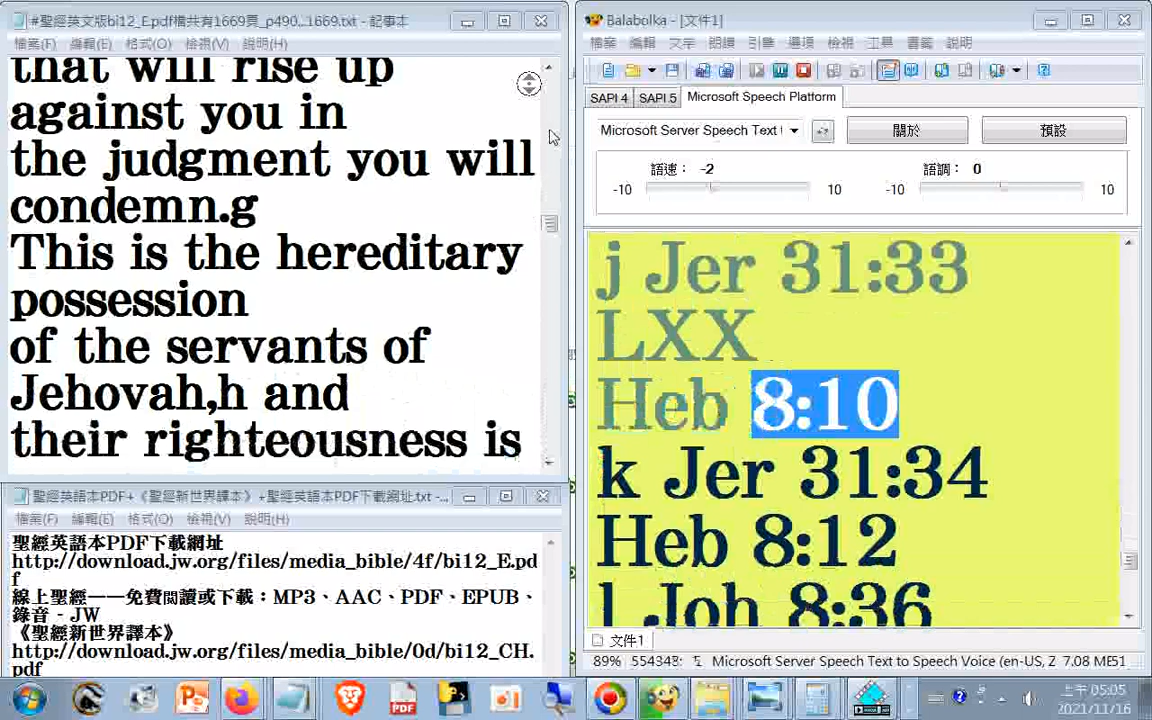 #聖經英文版bi12_E.pdf橫共有1669頁_p490...1669.txt - 記事本
檔案(F) 編輯(E) 格式(O) 檢視(V) 說明(H)
that will rise up
against you in
the judgment you will
condemn.g
This is the hereditary
possession
of the servants of
Jehovah,h and
their righteousness is
聖經英語本PDF+《聖經新世界譯本》+聖經英語本PDF下載網址.txt -...
檔案(F) 編輯(E) 格式(O) 檢視(V) 說明(H)
聖經英語本PDF下載網址
http://download.jw.org/files/media_bible/4f/bi12_E.pd
f
線上聖經——免費閱讀或下載：MP3、AAC、PDF、EPUB、
錄音 - JW
《聖經新世界譯本》
http://download.jw.org/files/media_bible/0d/bi12_CH.
pdf
Balabolka - [文件1]
檔案 編輯 文字 朗讀 引擎 選項 檢視 工具 書籤 說明
SAPI 4 SAPI 5 Microsoft Speech Platform
Microsoft Server Speech Text
關於 預設
語速： -2 語調： 0
-10 10 -10 10
j Jer 31:33
LXX
Heb 8:10
k Jer 31:34
Heb 8:12
l Joh 8:36
文件1
89% Microsoft Server Speech Text to Speech Voice (en-US, Z 7.08 ME
上午 05:05
2021/11/16